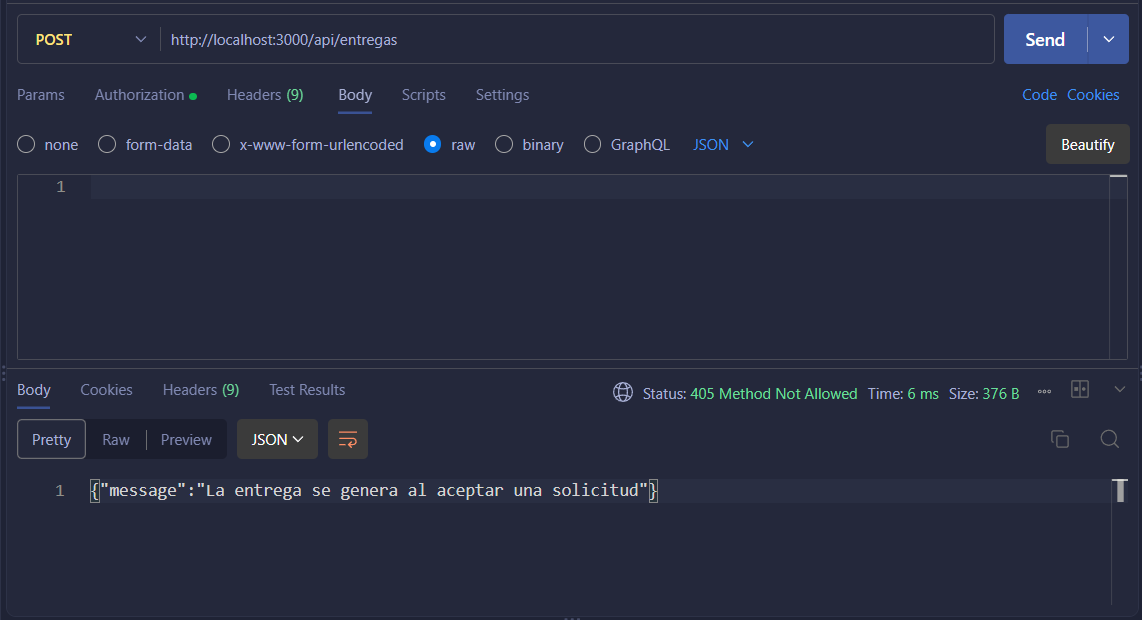 POST http://localhost:3000/api/entregas Send
Params Authorization Headers (9) Body Scripts Settings Code Cookies
none form-data x-www-form-urlencoded raw binary GraphQL JSON Beautify
1
Body Cookies Headers (9) Test Results Status: 405 Method Not Allowed Time: 6 ms Size: 376 B
Pretty Raw Preview JSON
1 {"message":"La entrega se genera al aceptar una solicitud"}